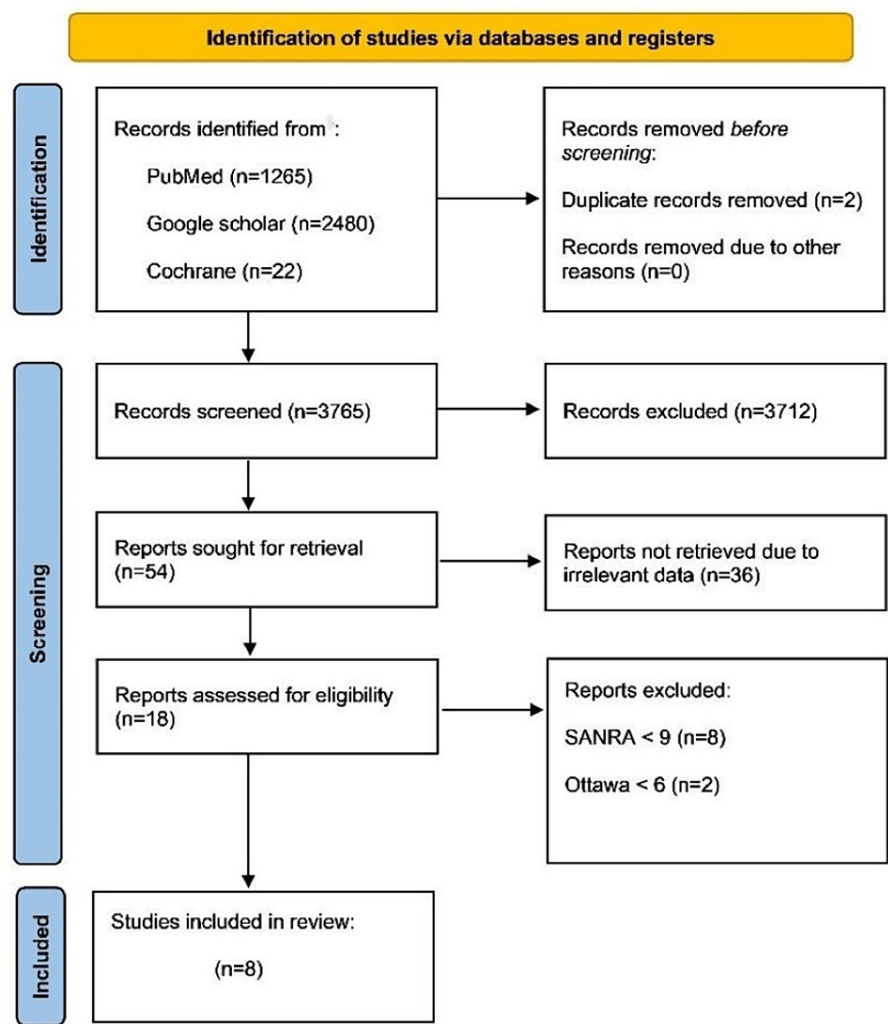 Identification of studies via databases and registers
Identification
Records identified from :
PubMed (n=1265)
Google scholar (n=2480)
Cochrane (n=22)
Records removed before
screening:
Duplicate records removed (n=2)
Records removed due to other
reasons (n=0)
Screening
Records screened (n=3765)
Records excluded (n=3712)
Reports sought for retrieval
(n=54)
Reports not retrieved due to
irrelevant data (n=36)
Reports assessed for eligibility
(n=18)
Reports excluded:
SANRA < 9 (n=8)
Ottawa < 6 (n=2)
Included
Studies included in review:
(n=8)